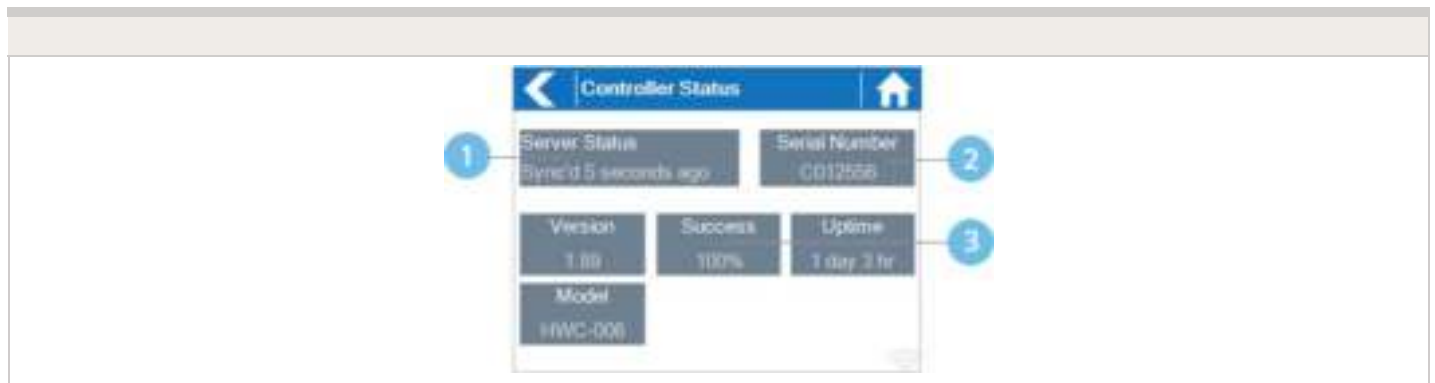 Controller Status
1
Server Status
Sync'd 5 seconds ago
Serial Number
C012556
2
Version
1.89
Success
100%
Uptime
1 day 3 hr
3
Model
HWC-006